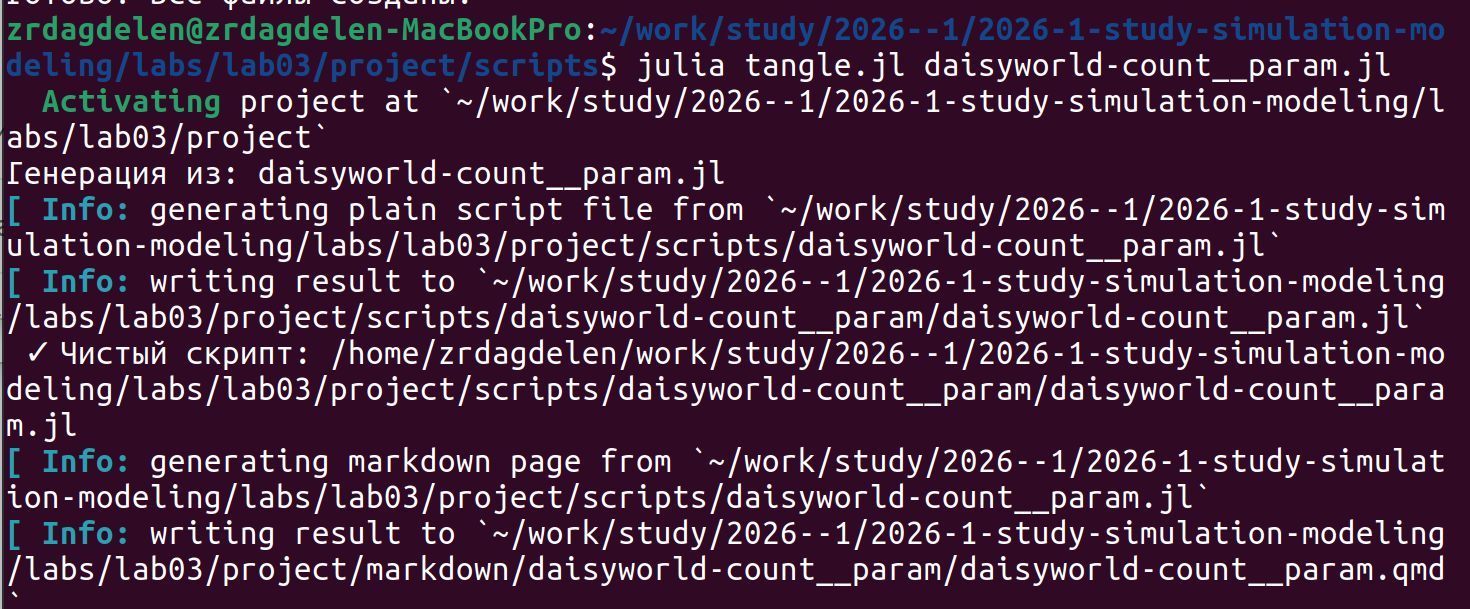 Готово! Все файлы созданы.
zrdagdelen@zrdagdelen-MacBookPro:~/work/study/2026--1/2026-1-study-simulation-mo
deling/labs/lab03/project/scripts$ julia tangle.jl daisyworld-count__param.jl
  Activating project at `~/work/study/2026--1/2026-1-study-simulation-modeling/l
abs/lab03/project`
Генерация из: daisyworld-count__param.jl
[ Info: generating plain script file from `~/work/study/2026--1/2026-1-study-sim
ulation-modeling/labs/lab03/project/scripts/daisyworld-count__param.jl`
[ Info: writing result to `~/work/study/2026--1/2026-1-study-simulation-modeling
/labs/lab03/project/scripts/daisyworld-count__param/daisyworld-count__param.jl`
 ✓ Чистый скрипт: /home/zrdagdelen/work/study/2026--1/2026-1-study-simulation-mo
deling/labs/lab03/project/scripts/daisyworld-count__param/daisyworld-count__para
m.jl
[ Info: generating markdown page from `~/work/study/2026--1/2026-1-study-simulat
ion-modeling/labs/lab03/project/scripts/daisyworld-count__param.jl`
[ Info: writing result to `~/work/study/2026--1/2026-1-study-simulation-modeling
/labs/lab03/project/markdown/daisyworld-count__param/daisyworld-count__param.qmd
`